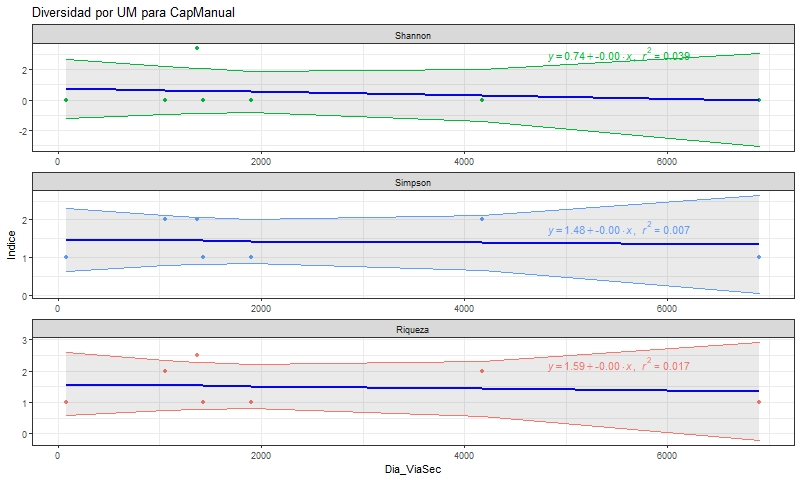 Diversidad por UM para CapManual
Shannon
y = 0.74 + -0.00 · x, r² = 0.039
2
0
-2
0 2000 4000 6000
Simpson
y = 1.48 + -0.00 · x, r² = 0.007
2
1
0
0 2000 4000 6000
Indice
Riqueza
y = 1.59 + -0.00 · x, r² = 0.017
3
2
1
0
0 2000 4000 6000
Dia_ViaSec